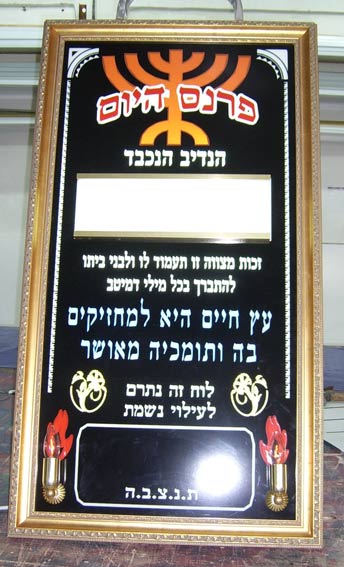 פרנס היום
הנדיב הנכבד
זכות מצווה זו תעמוד לו ולבני ביתו
להתברך בכל מילי דמיטב
עץ חיים היא למחזיקים
בה ותומכיה מאושר
לוח זה נתרם
לעילוי נשמת
ת.נ.צ.ב.ה